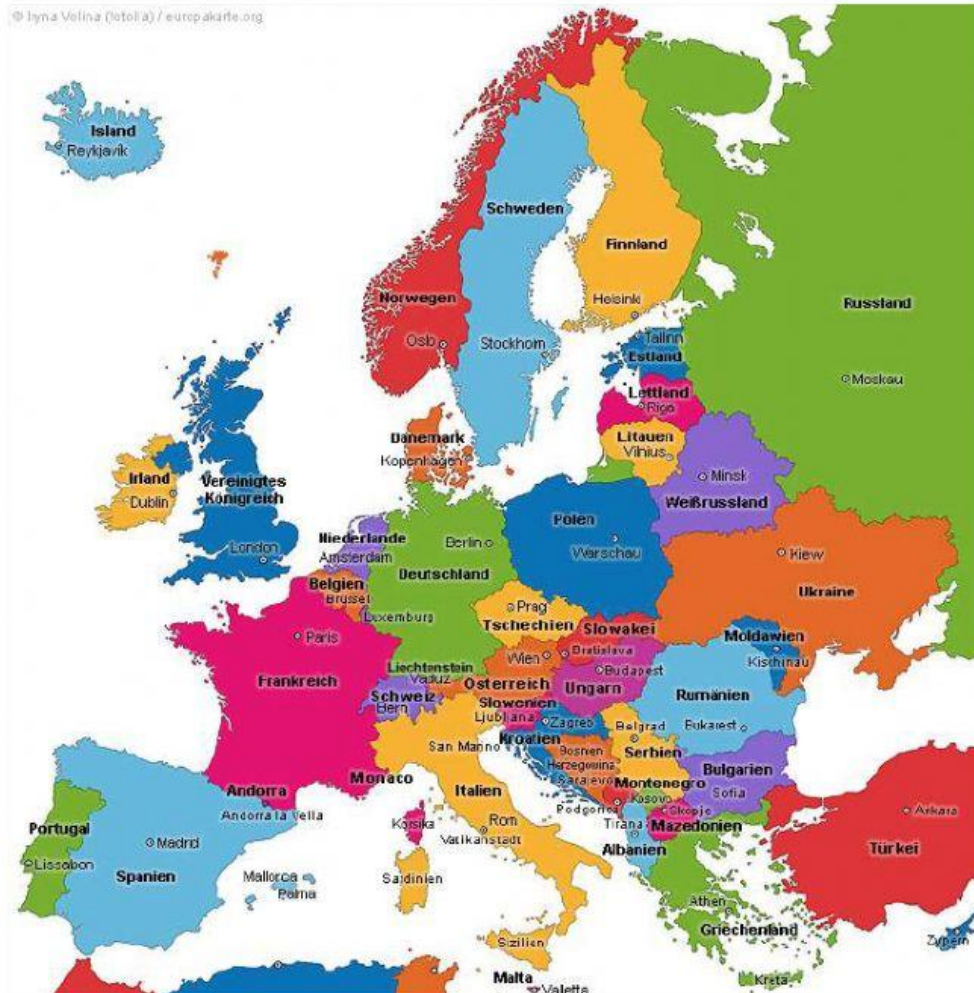 © Iryna Volina (fotolia) / europakarte.org
Island
Reykjavik
Schweden
Finnland
Helsinki
Norwegen
Oslo
Stockholm
Russland
Moskau
Tallinn
Estland
Lettland
Riga
Litauen
Vilnius
Dänemark
Kopenhagen
Minsk
Weißrussland
Irland
Dublin
Vereinigtes
Königreich
London
Niederlande
Amsterdam
Berlin
Deutschland
Polen
Warschau
Kiew
Ukraine
Belgien
Brüssel
Luxemburg
Prag
Tschechien
Slowakei
Bratislava
Moldawien
Kischinau
Paris
Frankreich
Liechtenstein
Vaduz
Schweiz
Bern
Wien
Österreich
Budapest
Ungarn
Slowenien
Ljubljana
Zagreb
Kroatien
Rumänien
Bukarest
Belgrad
Serbien
San Marino
Bosnien
Herzegowina
Sarajevo
Monaco
Italien
Montenegro
Kosovo
Podgorica
Skopje
Mazedonien
Bulgarien
Sofia
Andorra
Andorra la Vella
Korsika
Rom
Vatikanstadt
Tirana
Albanien
Ankara
Türkei
Portugal
Lissabon
Madrid
Spanien
Mallorca
Palma
Sardinien
Athen
Griechenland
Zypern
Sizilien
Malta
Valetta
Kreta